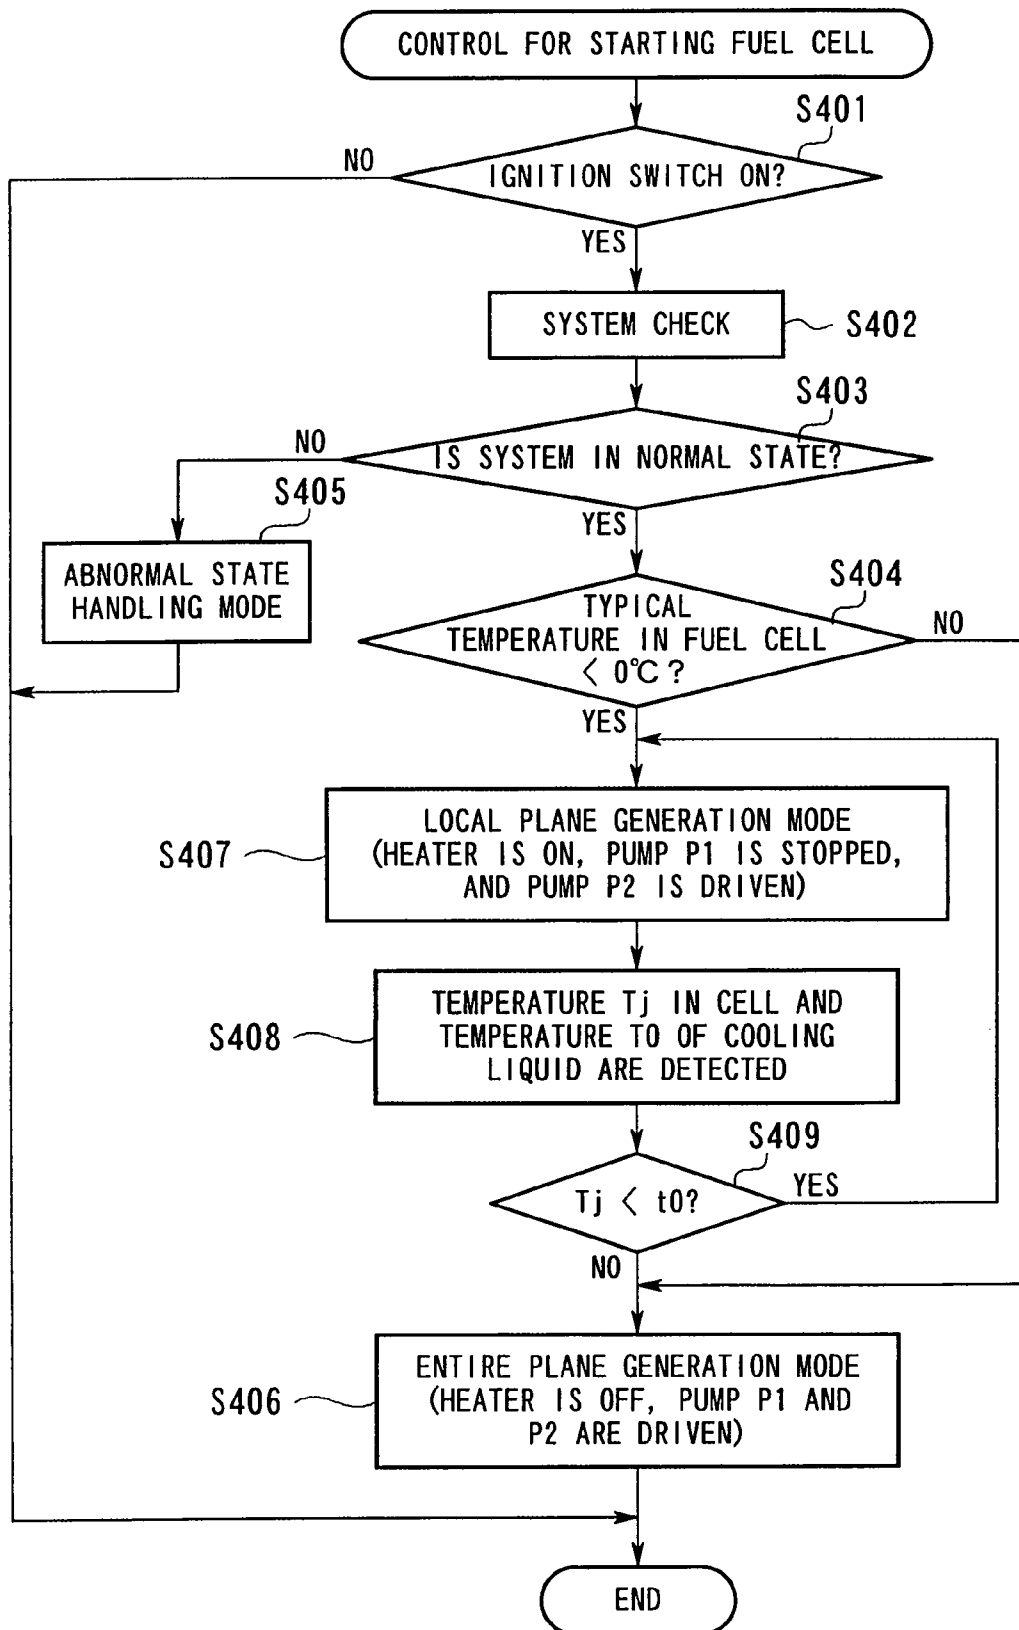 CONTROL FOR STARTING FUEL CELL
S401
NO
IGNITION SWITCH ON?
YES
SYSTEM CHECK
S402
S403
NO
IS SYSTEM IN NORMAL STATE?
S405
YES
ABNORMAL STATE
HANDLING MODE
S404
TYPICAL
TEMPERATURE IN FUEL CELL
< 0℃?
NO
YES
S407
LOCAL PLANE GENERATION MODE
(HEATER IS ON, PUMP P1 IS STOPPED,
AND PUMP P2 IS DRIVEN)
S408
TEMPERATURE Tj IN CELL AND
TEMPERATURE TO OF COOLING
LIQUID ARE DETECTED
S409
Tj < t0?
YES
NO
S406
ENTIRE PLANE GENERATION MODE
(HEATER IS OFF, PUMP P1 AND
P2 ARE DRIVEN)
END